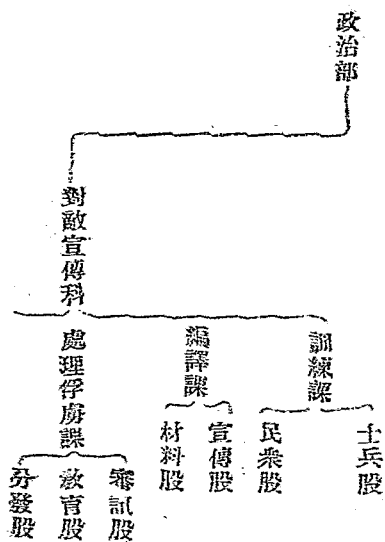 政治部
對敵宣傳科
訓練課
士兵股
民衆股
編譯課
宣傳股
材料股
處理俘虜課
審訊股
敎育股
分發股